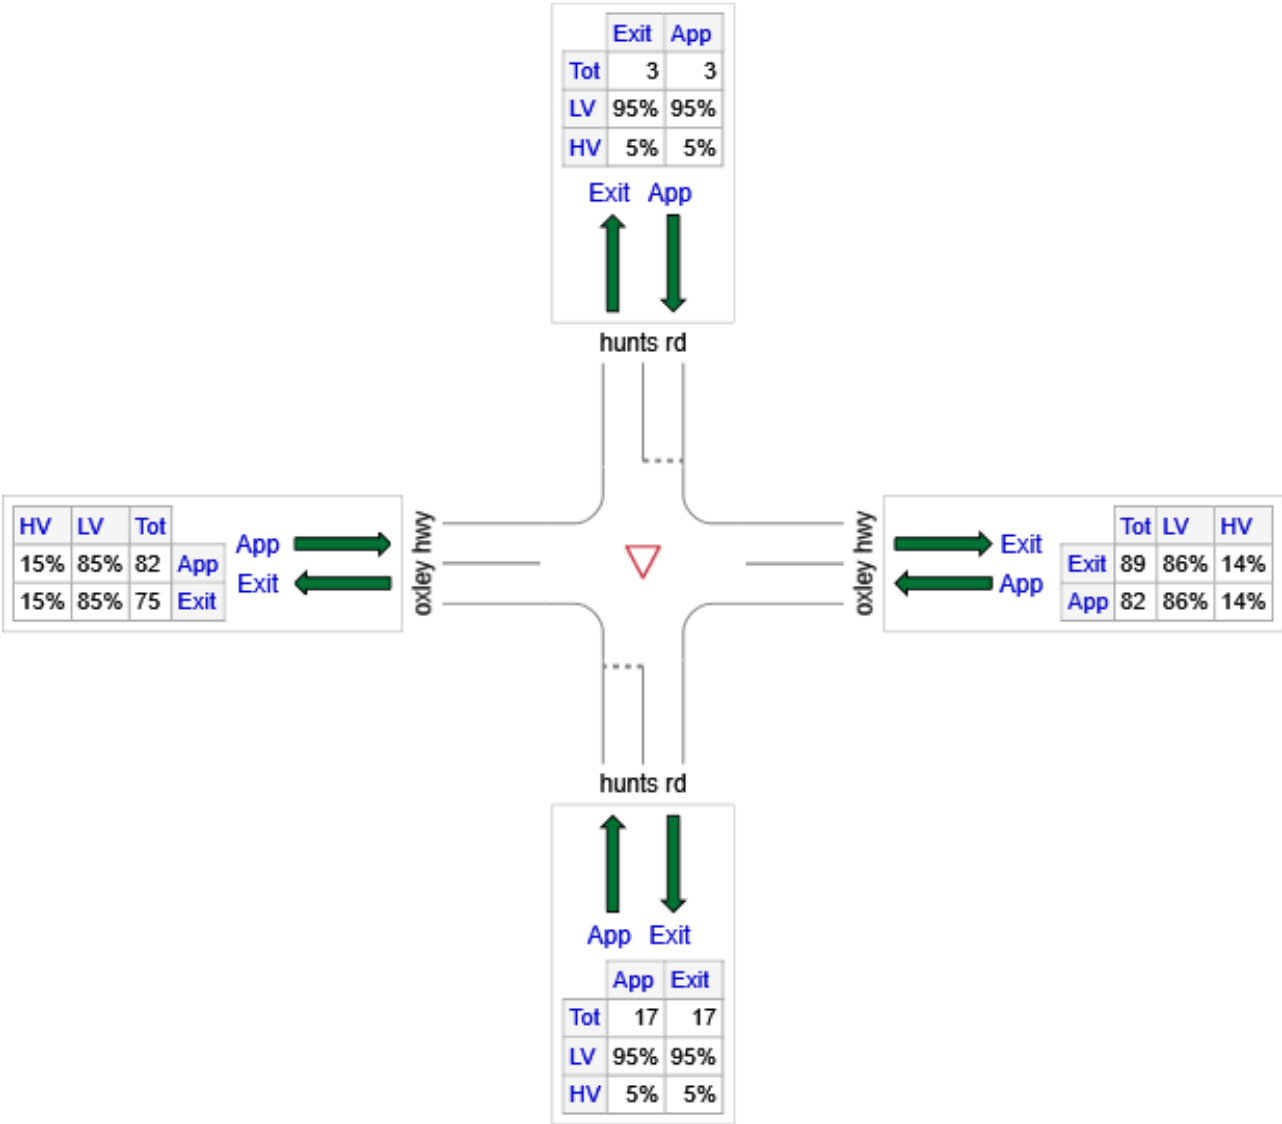 Exit App
Tot 3 3
LV 95% 95%
HV 5% 5%
Exit App
hunts rd
HV LV Tot
15% 85% 82 App
15% 85% 75 Exit
App
Exit
oxley hwy
oxley hwy
Exit
App
Tot LV HV
Exit 89 86% 14%
App 82 86% 14%
hunts rd
App Exit
App Exit
Tot 17 17
LV 95% 95%
HV 5% 5%